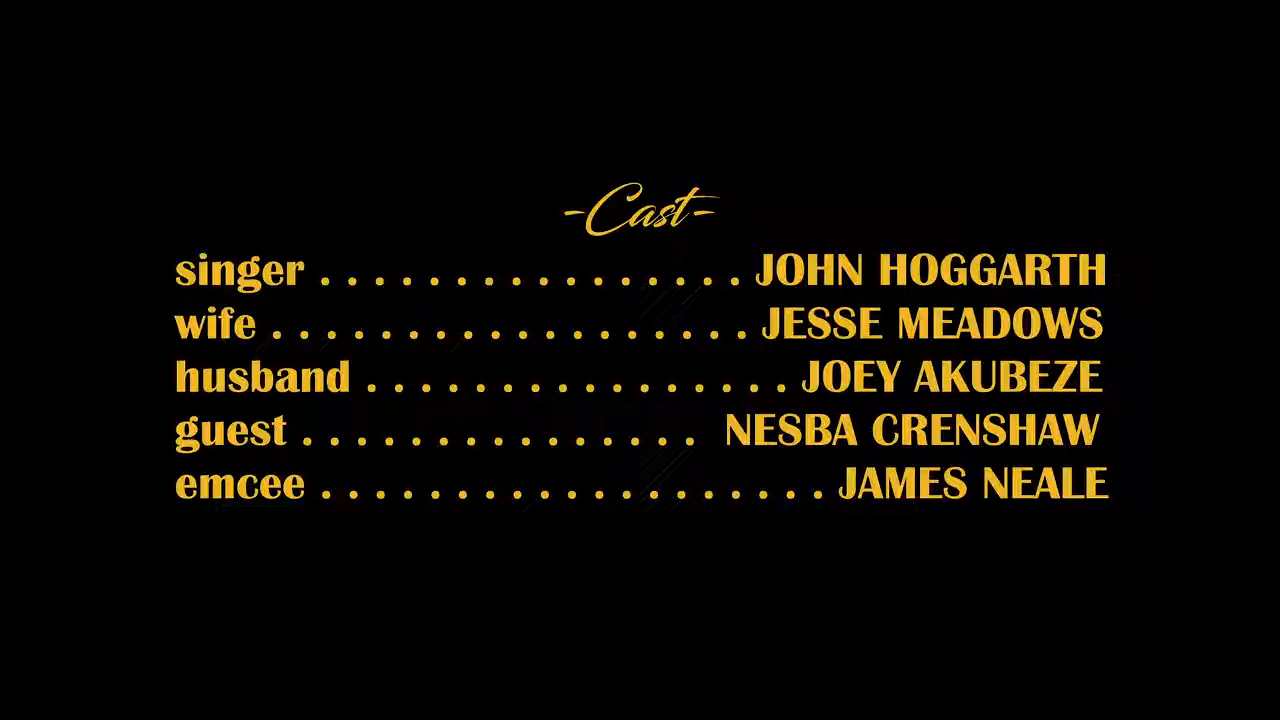 -Cast-
singer . . . . . . . . . . . . . . . . JOHN HOGGARTH
wife . . . . . . . . . . . . . . . . . . JESSE MEADOWS
husband . . . . . . . . . . . . . . . . JOEY AKUBEZE
guest . . . . . . . . . . . . . . . NESBA CRENSHAW
emcee . . . . . . . . . . . . . . . . . . . JAMES NEALE